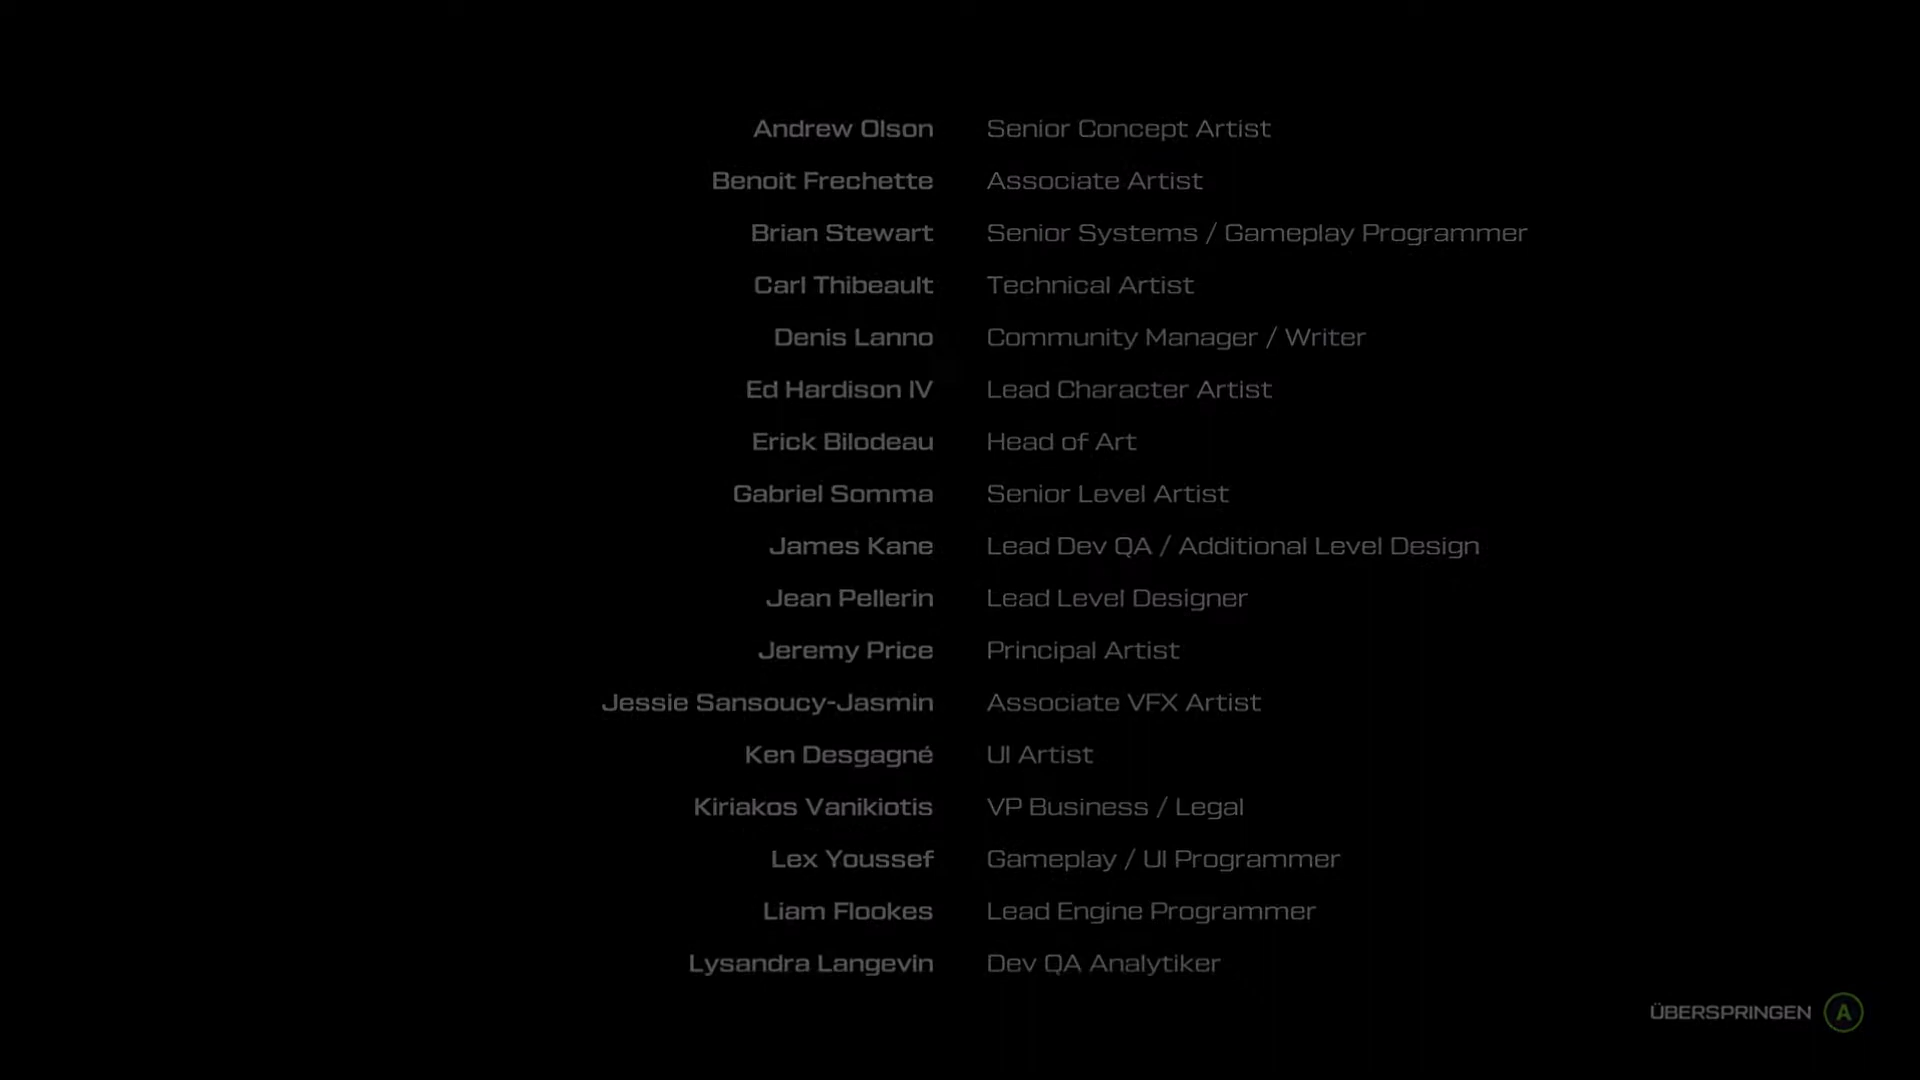 Andrew Olson Senior Concept Artist
Benoit Frechette Associate Artist
Brian Stewart Senior Systems / Gameplay Programmer
Carl Thibeault Technical Artist
Denis Lanno Community Manager / Writer
Ed Hardison IV Lead Character Artist
Erick Bilodeau Head of Art
Gabriel Somma Senior Level Artist
James Kane Lead Dev QA / Additional Level Design
Jean Pellerin Lead Level Designer
Jeremy Price Principal Artist
Jessie Sansoucy-Jasmin Associate VFX Artist
Ken Desgagné UI Artist
Kiriakos Vanikiotis VP Business / Legal
Lex Youssef Gameplay / UI Programmer
Liam Flookes Lead Engine Programmer
Lysandra Langevin Dev QA Analytiker
ÜBERSPRINGEN A